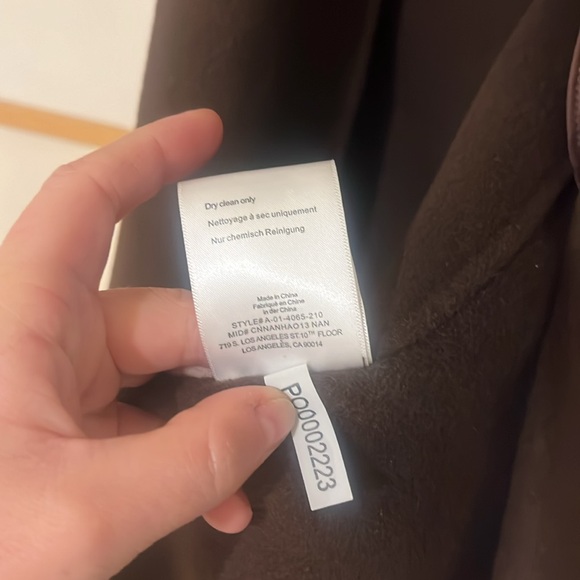 Dry clean only
Nettoyage à sec uniquement
Nur chemisch Reinigung
Made in China
Fabriqué en Chine
in der China
STYLE# A-01-4065-210
MID# CNNANHAO13 NAN
719 S. LOS ANGELES ST.10TH FLOOR
LOS ANGELES, CA 90014
PO0002223